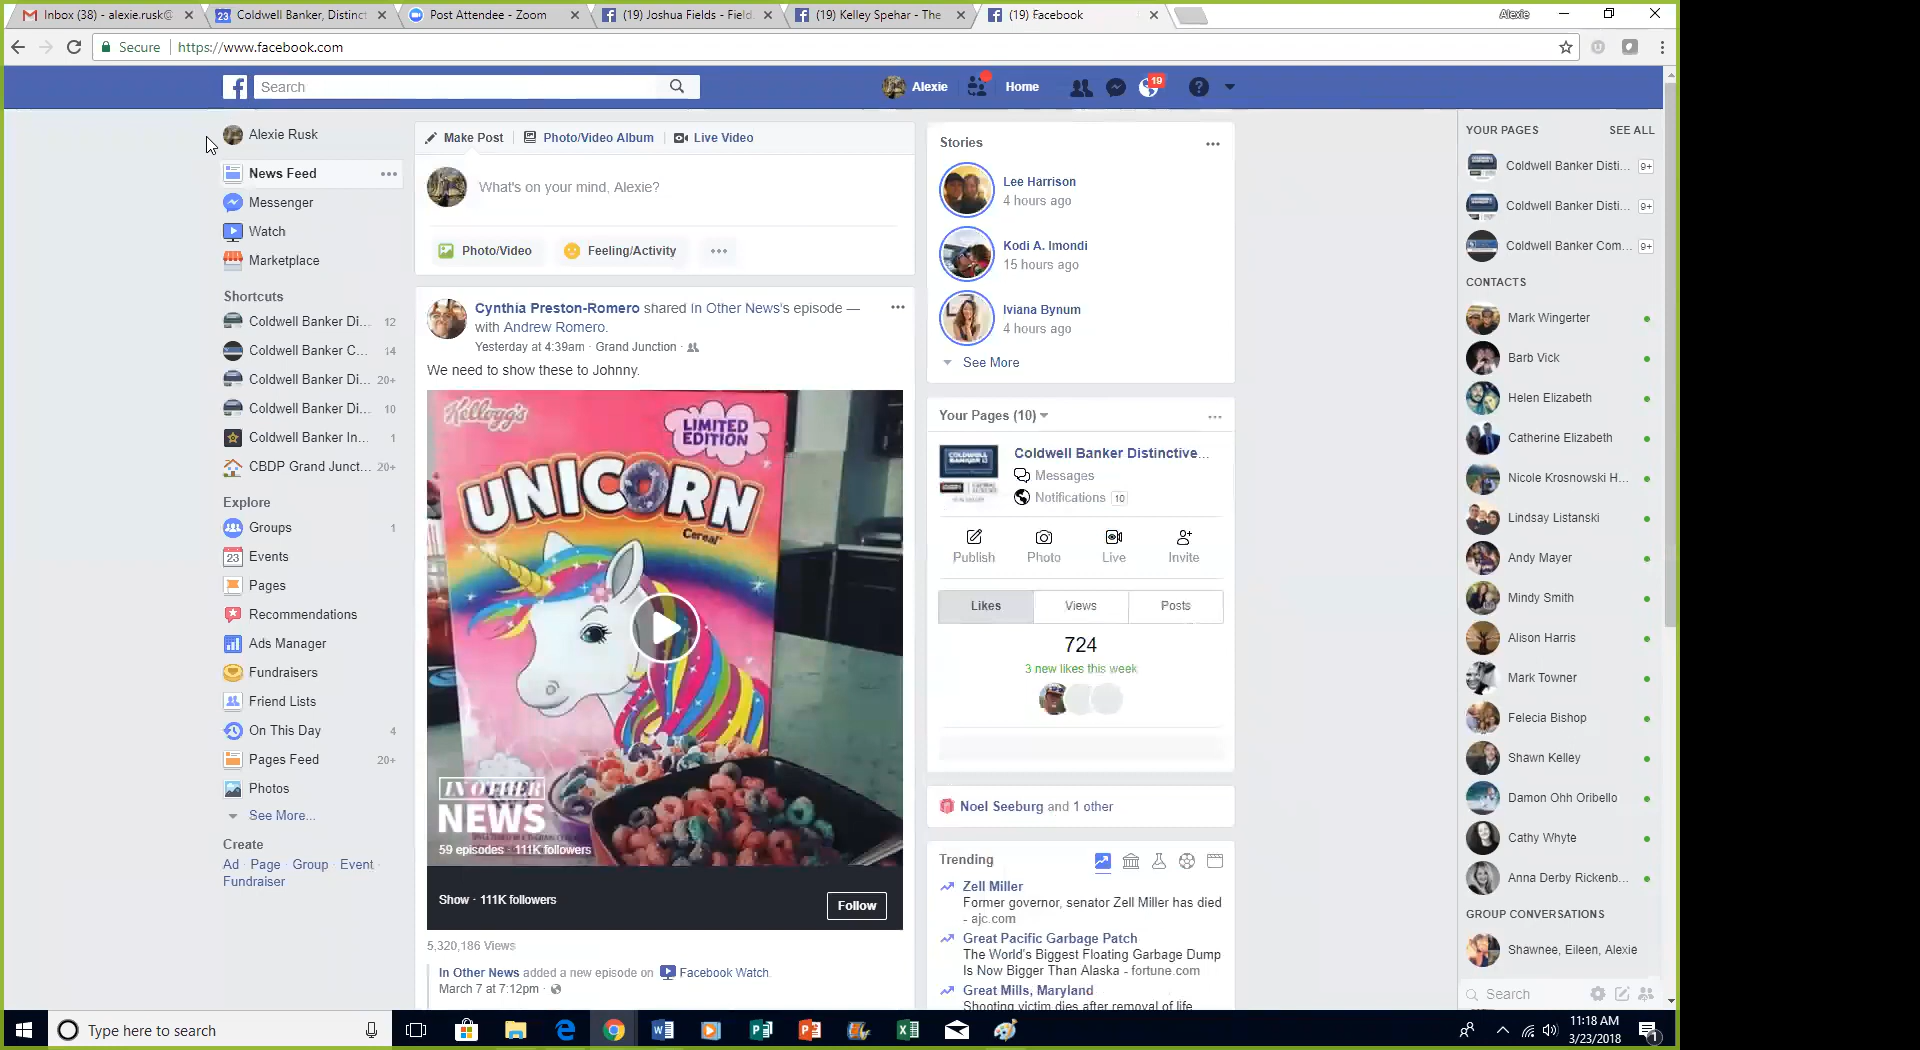 Inbox (38) - alexie.rusk@
23 Coldwell Banker, Distinct
Post Attendee - Zoom
(19) Joshua Fields - Field
(19) Kelley Spehar - The
(19) Facebook
Alexie
Secure https://www.facebook.com
Search
Alexie
Home
19
Alexie Rusk
News Feed
Messenger
Watch
Marketplace
Shortcuts
Coldwell Banker Di... 12
Coldwell Banker C... 14
Coldwell Banker Di... 20+
Coldwell Banker Di... 10
Coldwell Banker In... 1
CBDP Grand Junct... 20+
Explore
Groups 1
23 Events
Pages
Recommendations
Ads Manager
Fundraisers
Friend Lists
On This Day 4
Pages Feed 20+
Photos
See More...
Create
Ad · Page · Group · Event ·
Fundraiser
Make Post Photo/Video Album Live Video
What's on your mind, Alexie?
Photo/Video Feeling/Activity
Cynthia Preston-Romero shared In Other News's episode —
with Andrew Romero.
Yesterday at 4:39am · Grand Junction ·
We need to show these to Johnny.
Kellogg's
LIMITED
EDITION
UNICORN
Cereal
IN OTHER
NEWS
59 episodes · 111K followers
Show · 111K followers
Follow
5,320,186 Views
In Other News added a new episode on Facebook Watch.
March 7 at 7:12pm ·
Stories
Lee Harrison
4 hours ago
Kodi A. Imondi
15 hours ago
Iviana Bynum
4 hours ago
See More
Your Pages (10)
COLDWELL
BANKER
Coldwell Banker Distinctive...
Messages
Notifications 10
Publish Photo Live Invite
Likes Views Posts
724
3 new likes this week
Noel Seeburg and 1 other
Trending
Zell Miller
Former governor, senator Zell Miller has died
- ajc.com
Great Pacific Garbage Patch
The World's Biggest Floating Garbage Dump
Is Now Bigger Than Alaska - fortune.com
Great Mills, Maryland
Shooting victim dies after removal of life
YOUR PAGES SEE ALL
Coldwell Banker Disti... 9+
Coldwell Banker Disti... 9+
Coldwell Banker Com... 9+
CONTACTS
Mark Wingerter
Barb Vick
Helen Elizabeth
Catherine Elizabeth
Nicole Krosnowski H...
Lindsay Listanski
Andy Mayer
Mindy Smith
Alison Harris
Mark Towner
Felecia Bishop
Shawn Kelley
Damon Ohh Oribello
Cathy Whyte
Anna Derby Rickenb...
GROUP CONVERSATIONS
Shawnee, Eileen, Alexie
Search
Type here to search
11:18 AM
3/23/2018
1